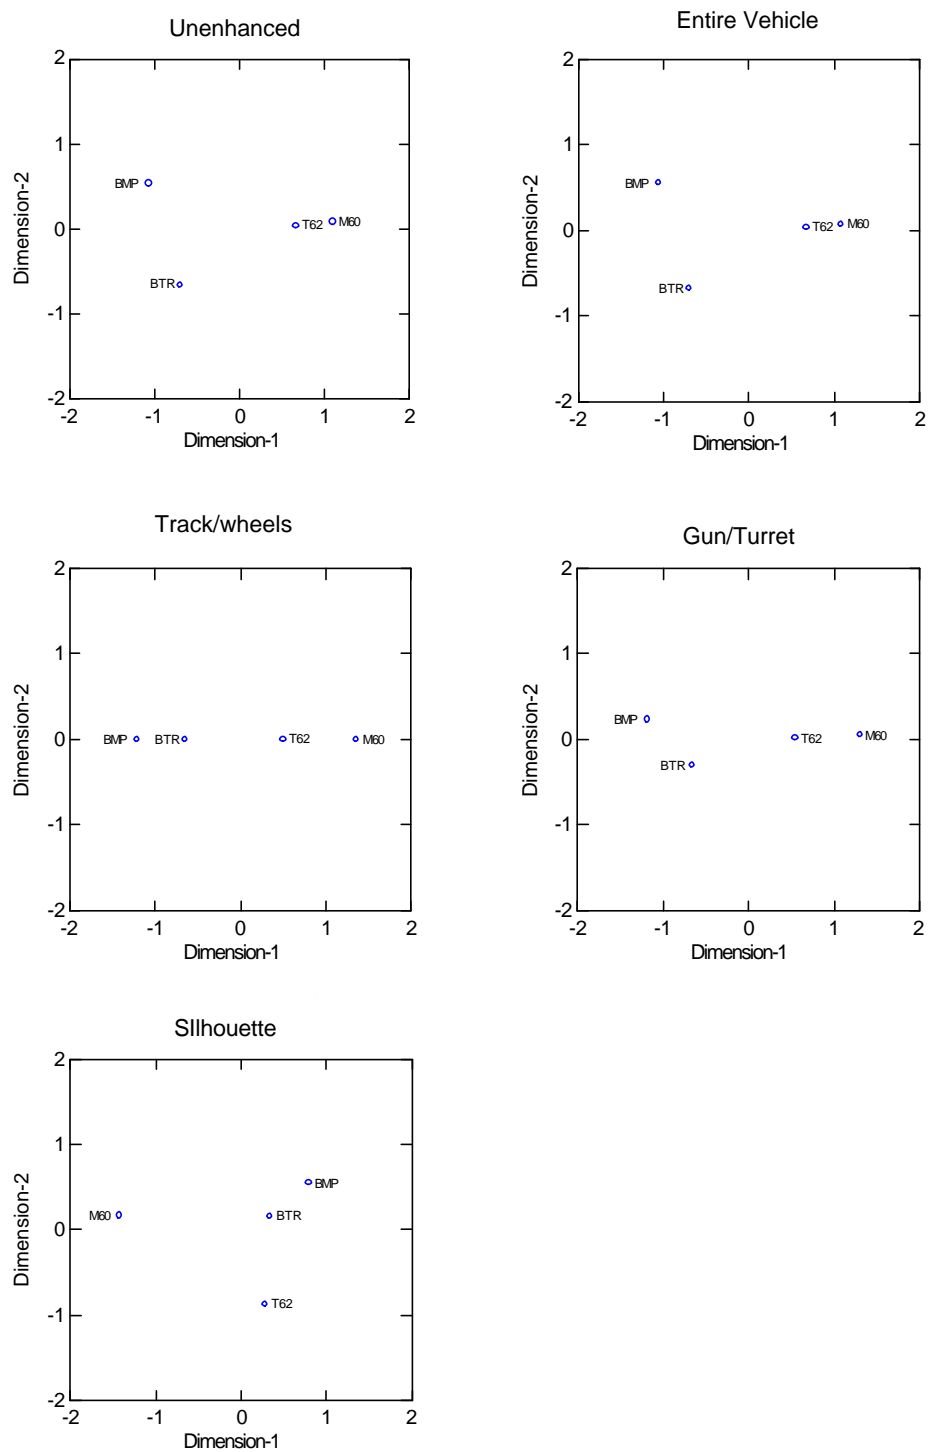 Unenhanced
2
1
0
-1
-2
Dimension-2
BMP
T62
M60
BTR
-2 -1 0 1 2
Dimension-1
Entire Vehicle
2
1
0
-1
-2
Dimension-2
BMP
T62
M60
BTR
-2 -1 0 1 2
Dimension-1
Track/wheels
2
1
0
-1
-2
Dimension-2
BMP
BTR
T62
M60
-2 -1 0 1 2
Dimension-1
Gun/Turret
2
1
0
-1
-2
Dimension-2
BMP
BTR
T62
M60
-2 -1 0 1 2
Dimension-1
SIlhouette
2
1
0
-1
-2
Dimension-2
BMP
M60
BTR
T62
-2 -1 0 1 2
Dimension-1